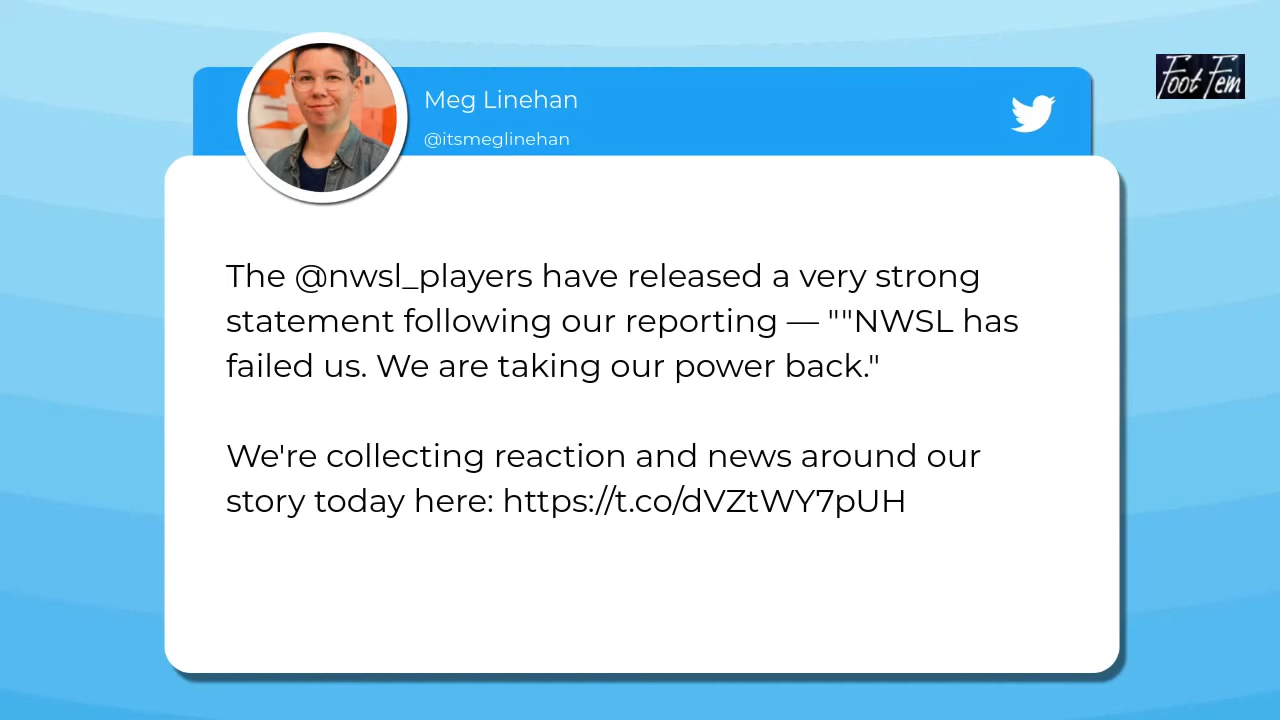 Meg Linehan
@itsmeglinehan
Foot Fem
The @nwsl_players have released a very strong
statement following our reporting — ""NWSL has
failed us. We are taking our power back."
We're collecting reaction and news around our
story today here: https://t.co/dVZtWY7pUH